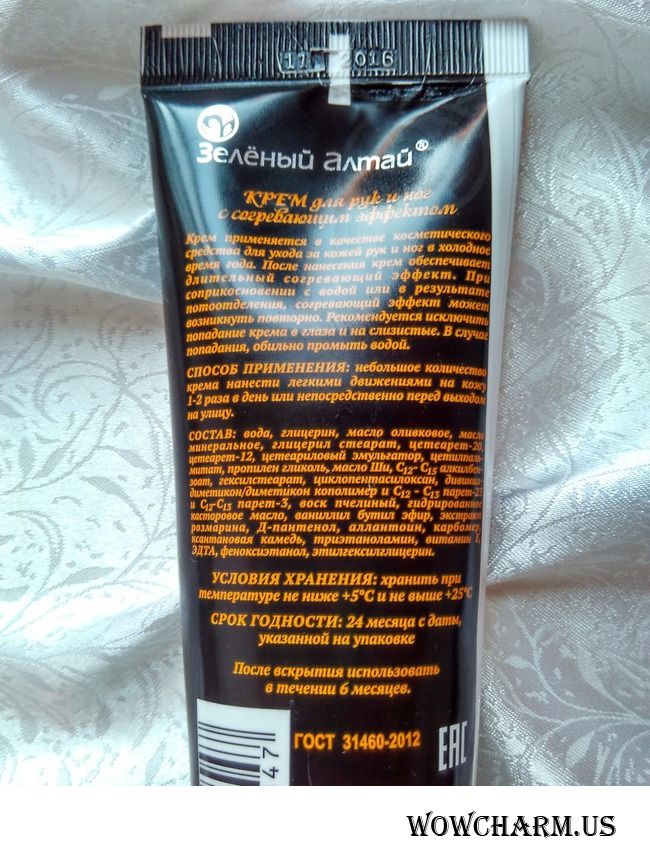 11 2016
Зелёный Алтай®
КРЕМ для рук и ног
с согревающим эффектом
Крем применяется в качестве косметического
средства для ухода за кожей рук и ног в холодное
время года. После нанесения крем обеспечивает
длительный согревающий эффект. При
соприкосновении с водой или в результате
потоотделения, согревающий эффект может
возникнуть повторно. Рекомендуется исключить
попадание крема в глаза и на слизистые. В случае
попадания, обильно промыть водой.
СПОСОБ ПРИМЕНЕНИЯ: небольшое количество
крема нанести легкими движениями на кожу
1-2 раза в день или непосредственно перед выходом
на улицу.
СОСТАВ: вода, глицерин, масло оливковое, масло
минеральное, глицерил стеарат, цетеарет-20,
цетеарет-12, цетеариловый эмульгатор, цетилпаль-
митат, пропилен гликоль, масло Ши, C12- C15 алкилбен-
зоат, гексилстеарат, циклопентасилоксан, дивинил-
диметикон/диметикон кополимер и C12 - C13 парет-23
и C12-C13 парет-3, воск пчелиный, гидрированное
касторовое масло, ваниллил бутил эфир, экстракт
розмарина, Д-пантенол, аллантоин, карбомер,
ксантановая камедь, триэтаноламин, витамин Е,
ЭДТА, феноксиэтанол, этилгексилглицерин.
УСЛОВИЯ ХРАНЕНИЯ: хранить при
температуре не ниже +5°С и не выше +25°С
СРОК ГОДНОСТИ: 24 месяца с даты,
указанной на упаковке
После вскрытия использовать
в течении 6 месяцев.
47
ГОСТ 31460-2012
EAC
WOWCHARM.US